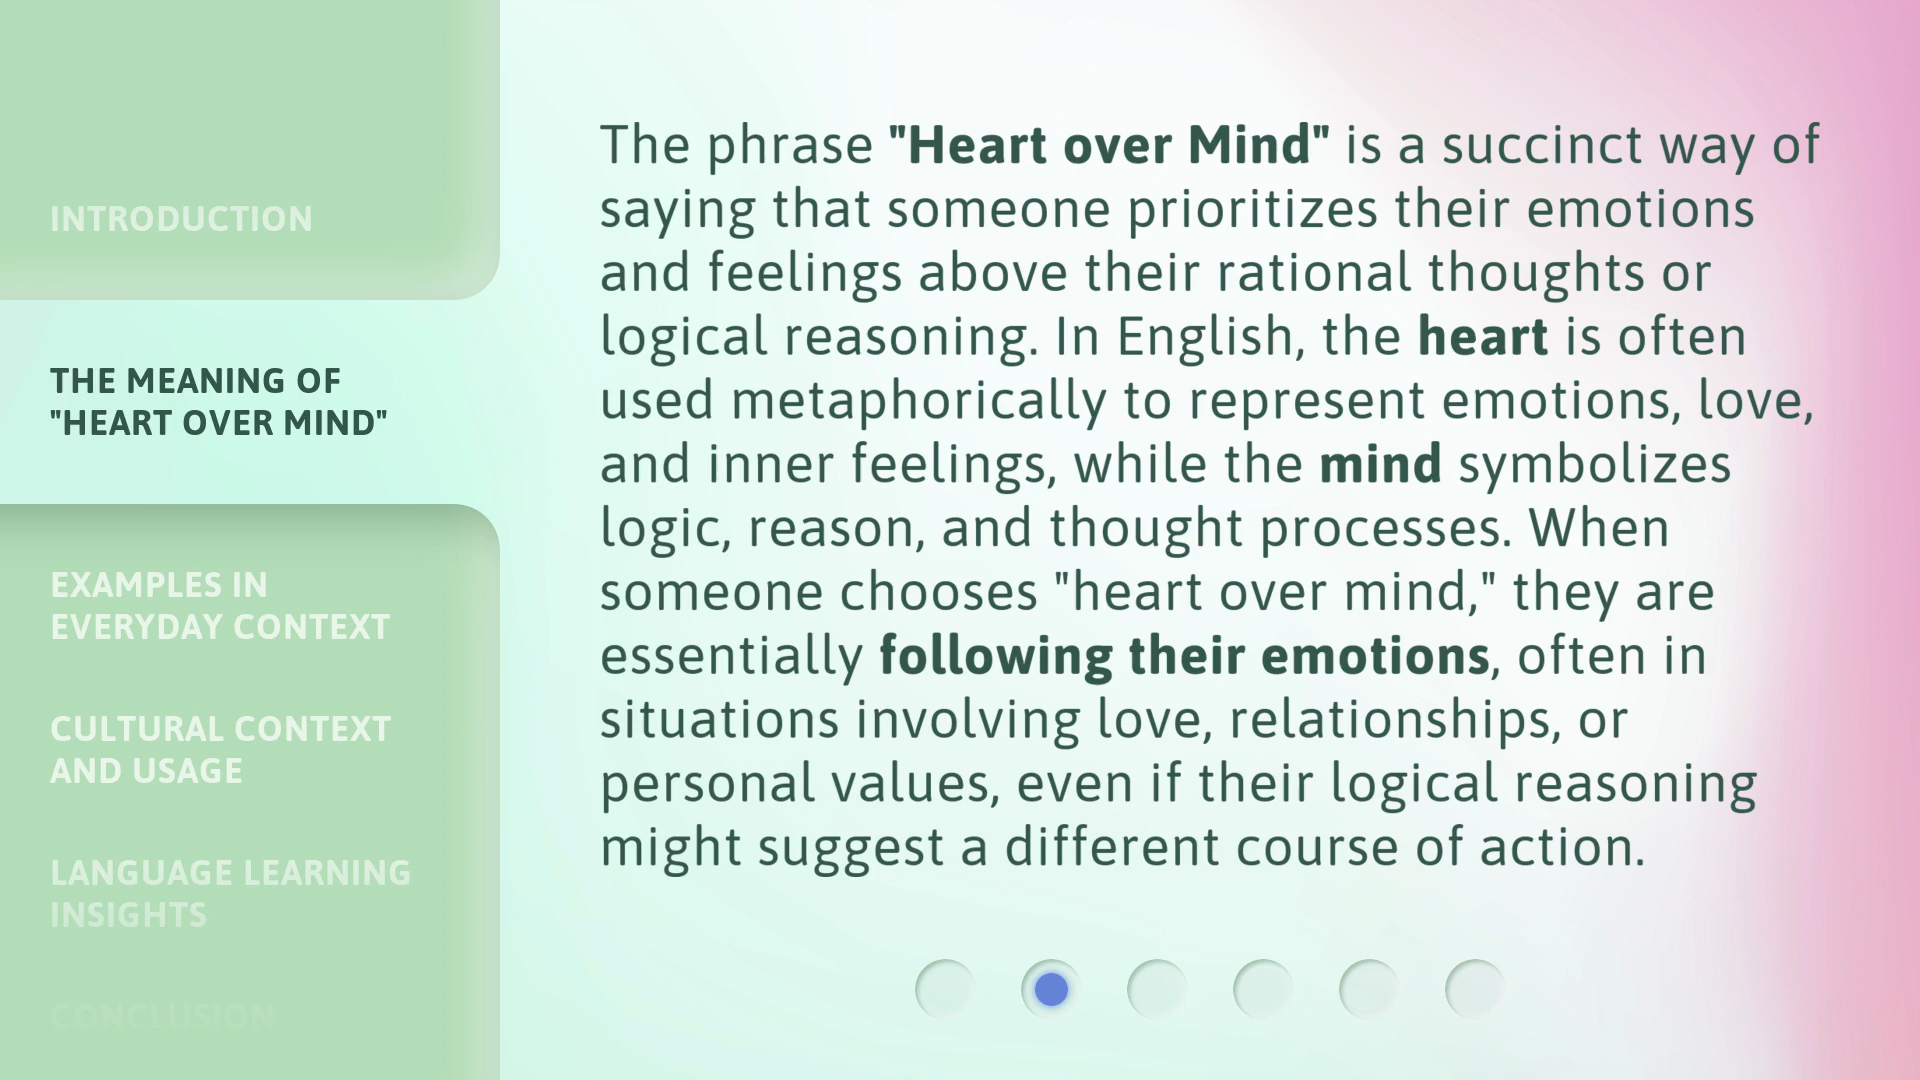 INTRODUCTION
THE MEANING OF
"HEART OVER MIND"
EXAMPLES IN
EVERYDAY CONTEXT
CULTURAL CONTEXT
AND USAGE
LANGUAGE LEARNING
INSIGHTS
CONCLUSION
The phrase "Heart over Mind" is a succinct way of
saying that someone prioritizes their emotions
and feelings above their rational thoughts or
logical reasoning. In English, the heart is often
used metaphorically to represent emotions, love,
and inner feelings, while the mind symbolizes
logic, reason, and thought processes. When
someone chooses "heart over mind," they are
essentially following their emotions, often in
situations involving love, relationships, or
personal values, even if their logical reasoning
might suggest a different course of action.